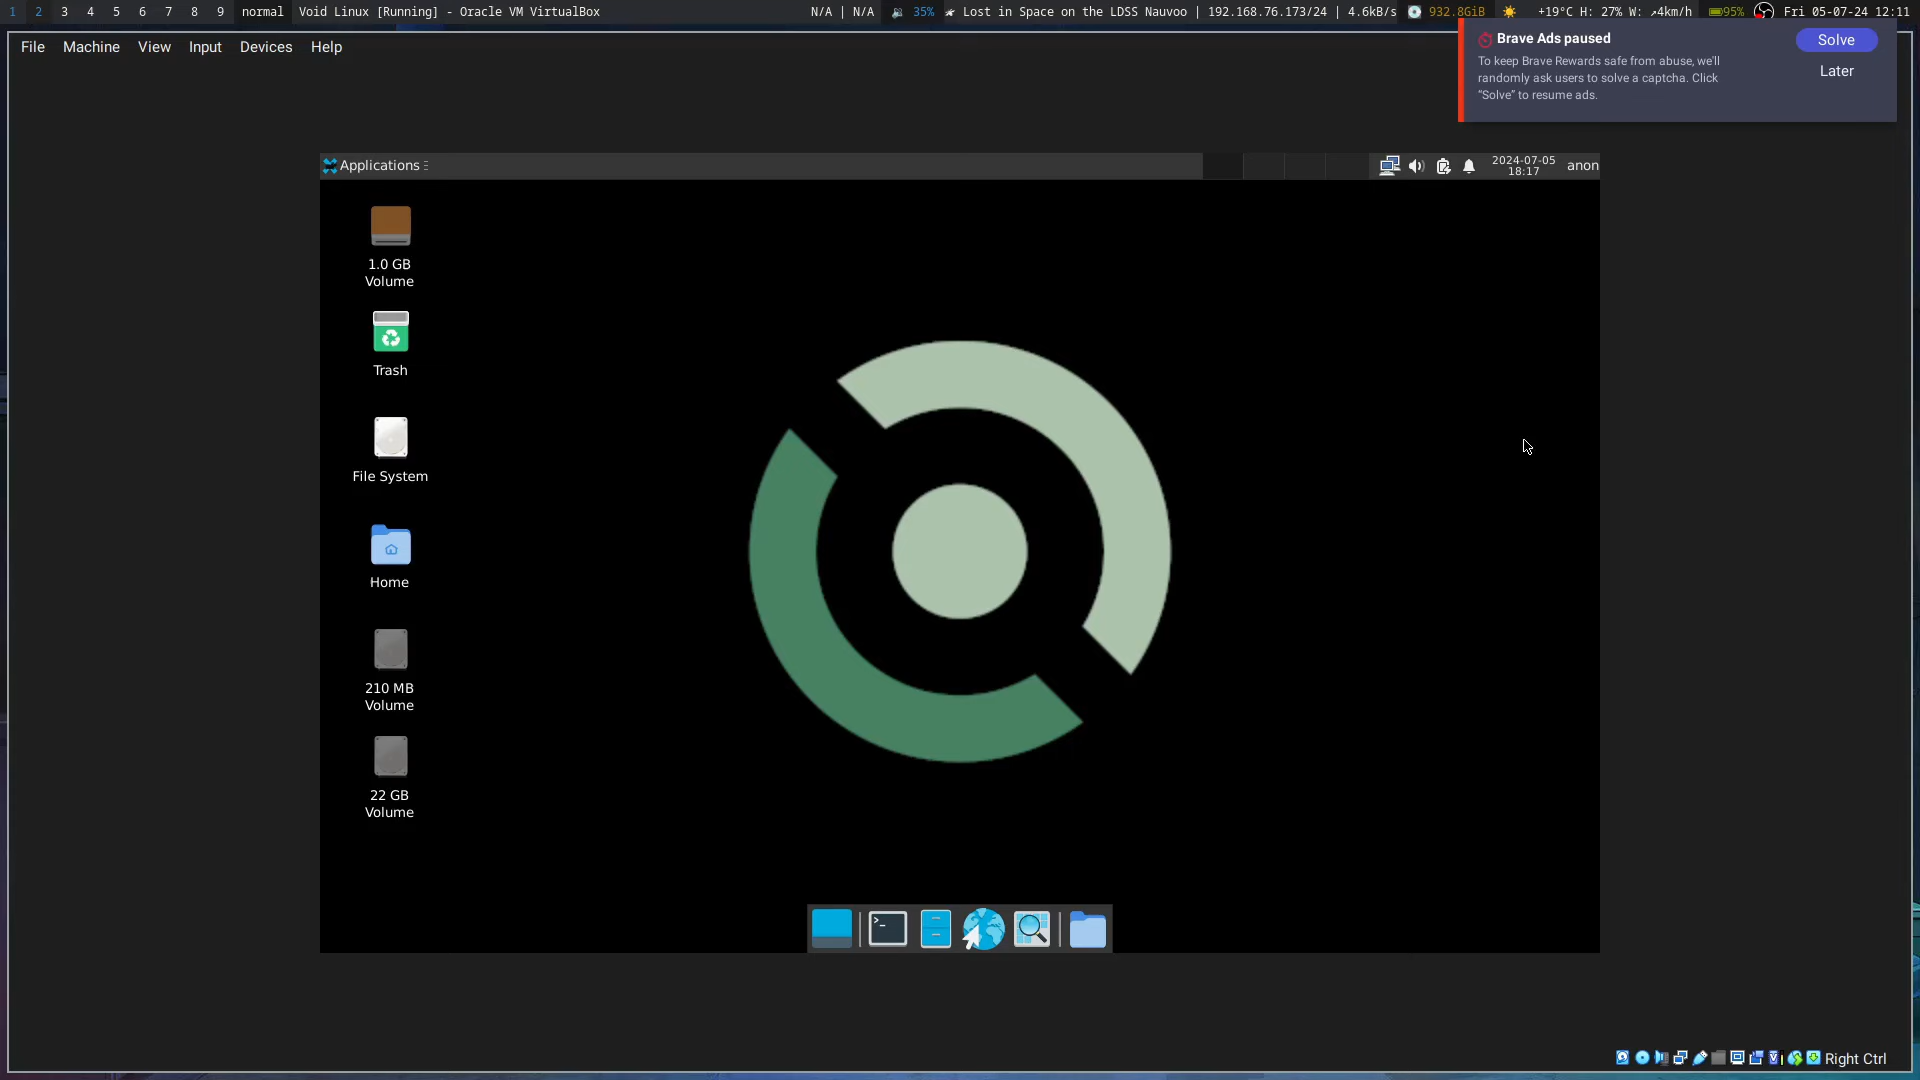 1 2 3 4 5 6 7 8 9 normal Void Linux [Running] - Oracle VM VirtualBox N/A | N/A 35% Lost in Space on the LDSS Nauvoo | 192.168.76.173/24 | 4.6kB/s 932.8GiB +19°C H: 27% W: ↗4km/h 95% Fri 05-07-24 12:11
File Machine View Input Devices Help
Brave Ads paused
Solve
To keep Brave Rewards safe from abuse, we'll
randomly ask users to solve a captcha. Click
"Solve" to resume ads.
Later
Applications
2024-07-05
18:17
anon
1.0 GB
Volume
Trash
File System
Home
210 MB
Volume
22 GB
Volume
Right Ctrl